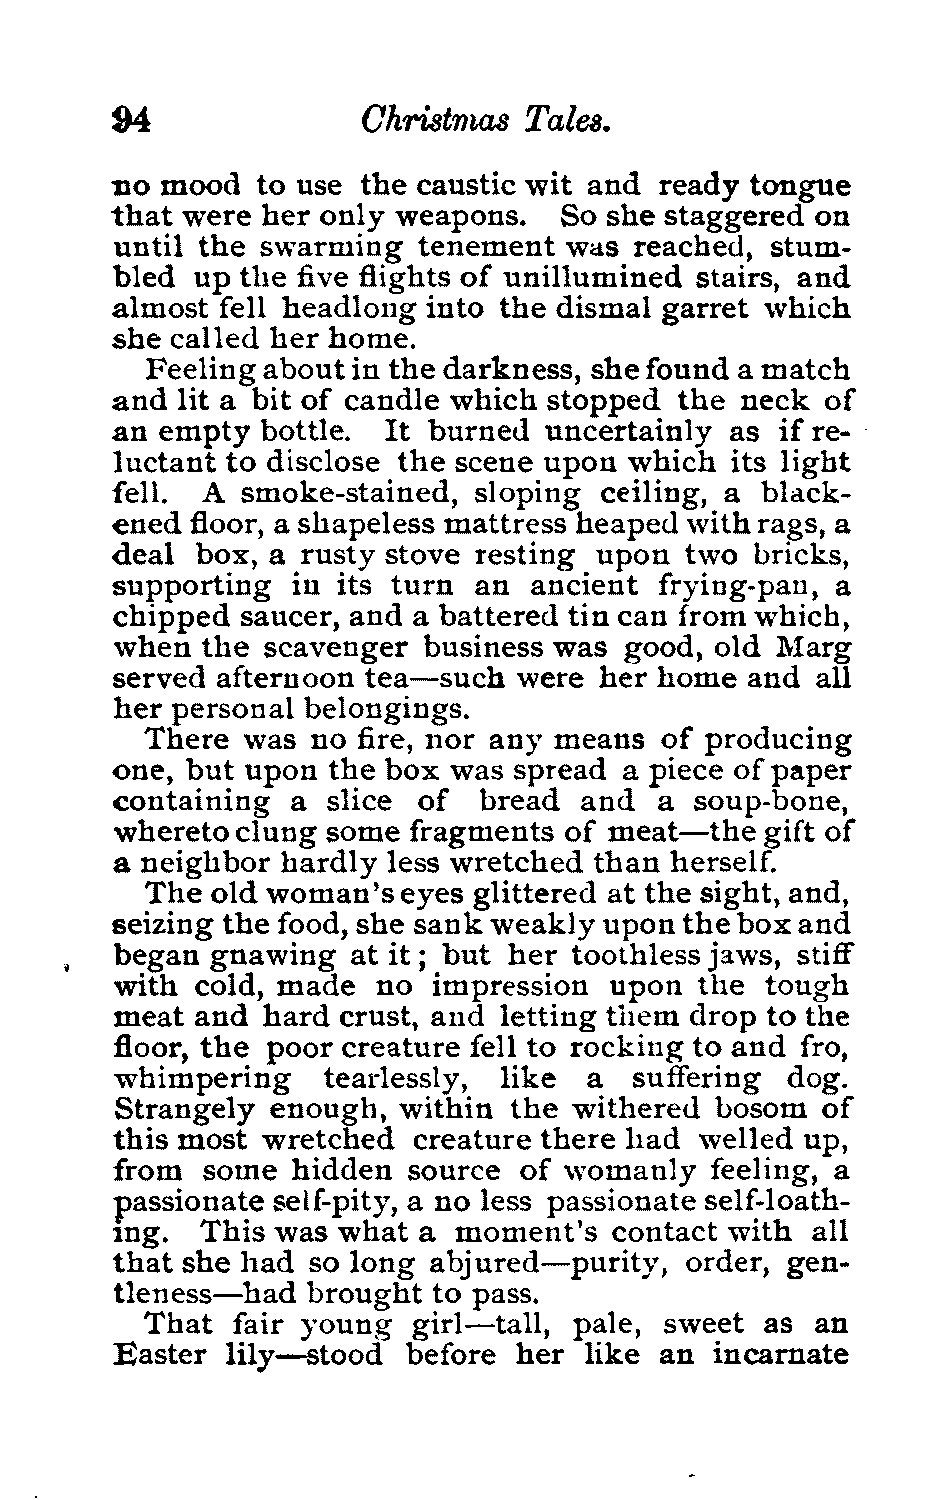 94 Christmas Tales.
no mood to use the caustic wit and ready tongue
that were her only weapons. So she staggered on
until the swarming tenement was reached, stum-
bled up the five flights of unillumined stairs, and
almost fell headlong into the dismal garret which
she called her home.
Feeling about in the darkness, she found a match
and lit a bit of candle which stopped the neck of
an empty bottle. It burned uncertainly as if re-
luctant to disclose the scene upon which its light
fell. A smoke-stained, sloping ceiling, a black-
ened floor, a shapeless mattress heaped with rags, a
deal box, a rusty stove resting upon two bricks,
supporting in its turn an ancient frying-pan, a
chipped saucer, and a battered tin can from which,
when the scavenger business was good, old Marg
served afternoon tea—such were her home and all
her personal belongings.
There was no fire, nor any means of producing
one, but upon the box was spread a piece of paper
containing a slice of bread and a soup-bone,
whereto clung some fragments of meat—the gift of
a neighbor hardly less wretched than herself.
The old woman's eyes glittered at the sight, and,
seizing the food, she sank weakly upon the box and
began gnawing at it; but her toothless jaws, stiff
with cold, made no impression upon the tough
meat and hard crust, and letting them drop to the
floor, the poor creature fell to rocking to and fro,
whimpering tearlessly, like a suffering dog.
Strangely enough, within the withered bosom of
this most wretched creature there had welled up,
from some hidden source of womanly feeling, a
passionate self-pity, a no less passionate self-loath-
ing. This was what a moment's contact with all
that she had so long abjured—purity, order, gen-
tleness—had brought to pass.
That fair young girl—tall, pale, sweet as an
Easter lily—stood before her like an incarnate